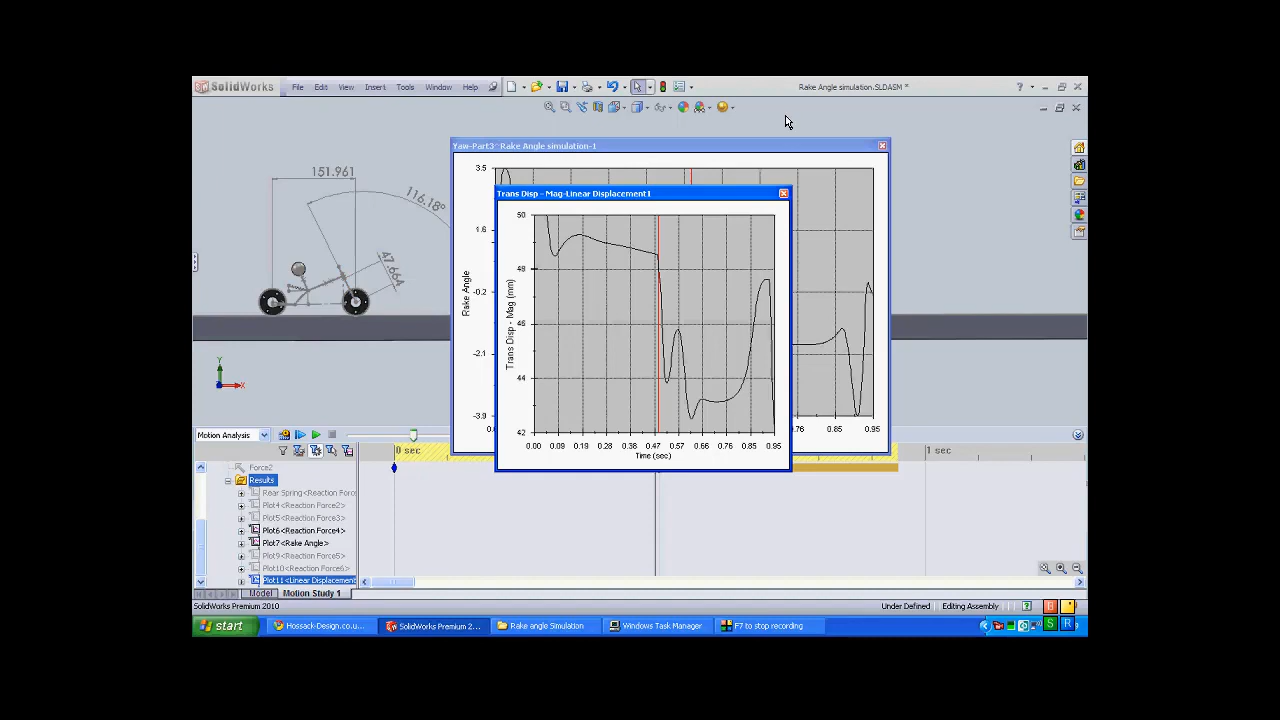 SolidWorks File Edit View Insert Tools Window Help Rake Angle simulation.SLDASM *
Yaw-Part3^Rake Angle simulation-1
3.5
1.6
-0.2
-2.1
-3.9
Rake Angle
0.76 0.85 0.95
Trans Disp - Mag-Linear Displacement1
50
48
46
44
42
Trans Disp - Mag (mm)
0.00 0.09 0.19 0.28 0.38 0.47 0.57 0.66 0.76 0.85 0.95
Time (sec)
151.961
116.18°
47.664
Y
X
Motion Analysis
0 sec
1 sec
Force2
Results
Rear Spring<Reaction Force
Plot4<Reaction Force2>
Plot5<Reaction Force3>
Plot6<Reaction Force4>
Plot7<Rake Angle>
Plot9<Reaction Force5>
Plot10<Reaction Force6>
Plot11<Linear Displacement
Model Motion Study 1
SolidWorks Premium 2010 Under Defined Editing Assembly
start Hossack-Design.co.u... SolidWorks Premium 2... Rake angle Simulation Windows Task Manager F7 to stop recording
S R